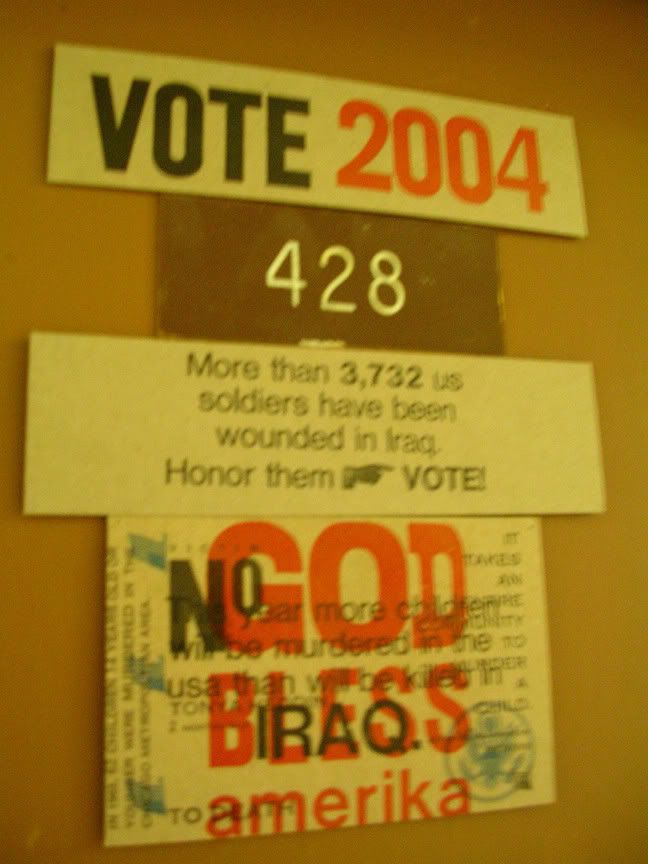 VOTE 2004
428
More than 3,732 us
soldiers have been
wounded in Iraq.
Honor them VOTE!
GOD
No
BLESS
amerika
This year more children
will be murdered in the
usa than will be killed in
IRAQ.
IT
TAKES
AN
ENTIRE
COMMUNITY
TO
MURDER
A
CHILD
TO DEATH